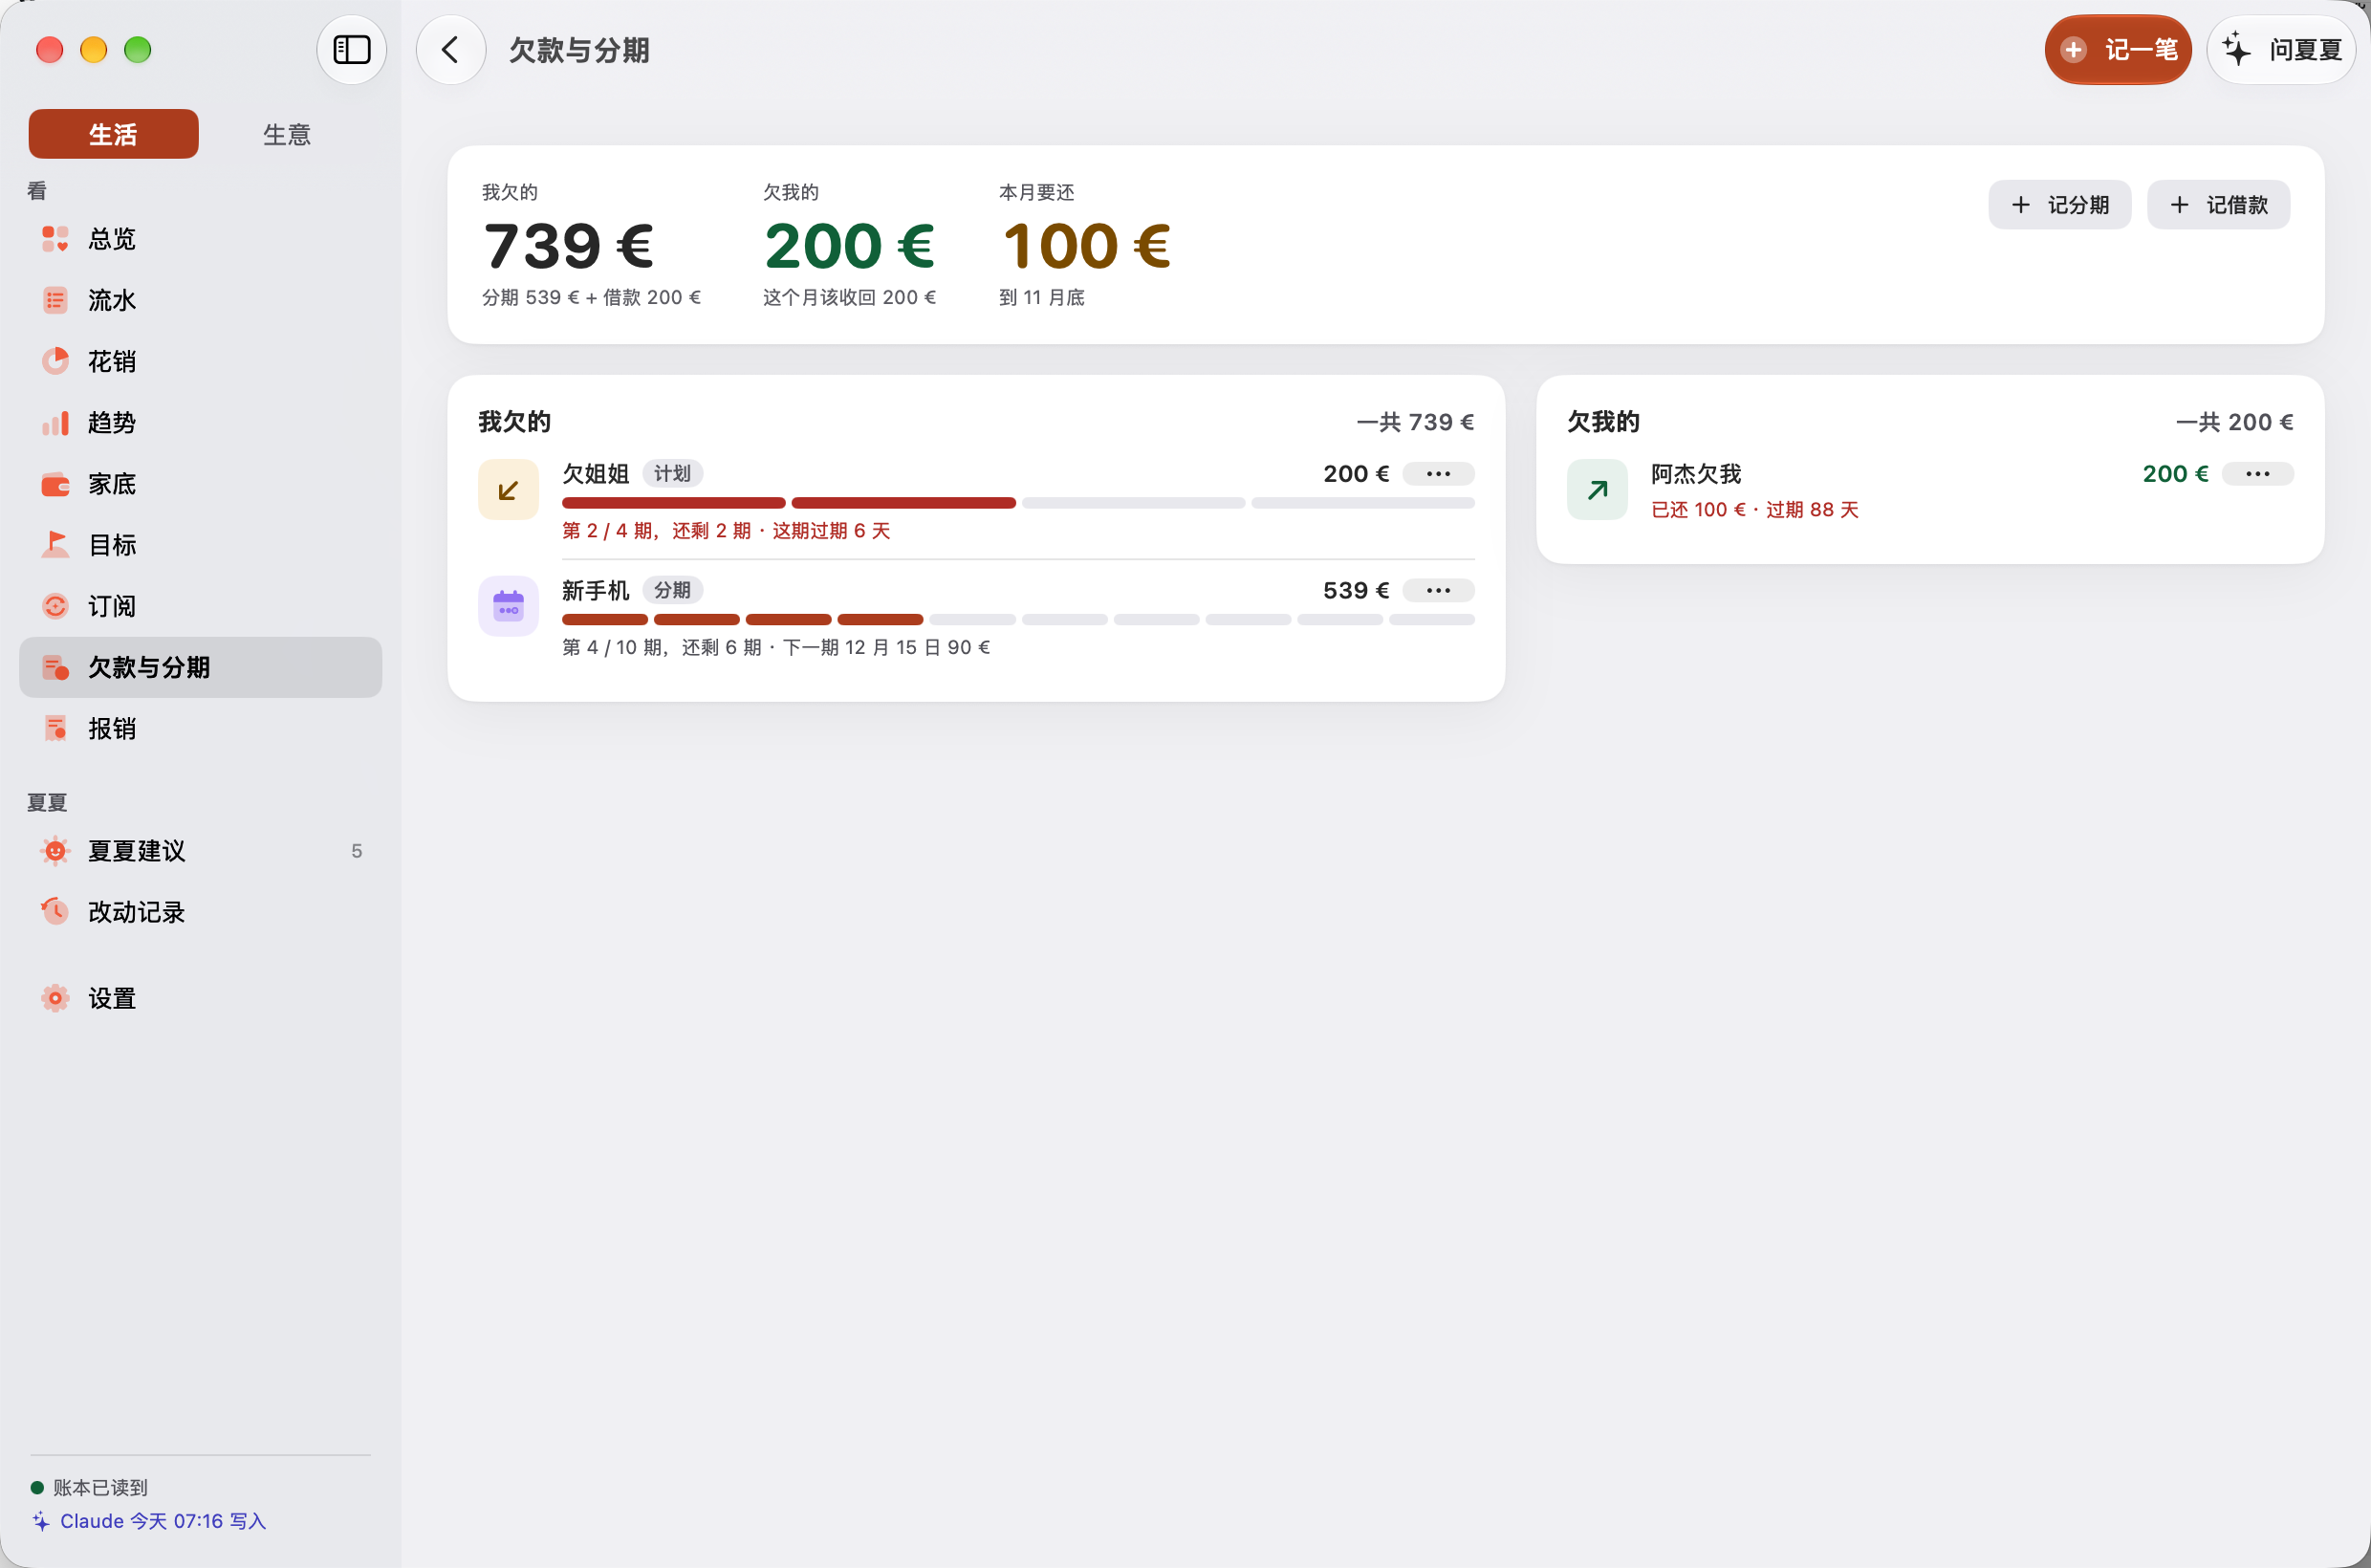 欠款与分期
记一笔
问夏夏
生活
生意
看
总览
流水
花销
趋势
家底
目标
订阅
欠款与分期
报销
夏夏
夏夏建议
5
改动记录
设置
账本已读到
Claude 今天 07:16 写入
我欠的
739 €
分期 539 € + 借款 200 €
欠我的
200 €
这个月该收回 200 €
本月要还
100 €
到 11 月底
+ 记分期
+ 记借款
我欠的
一共 739 €
欠姐姐 计划
200 €
第 2 / 4 期，还剩 2 期 · 这期过期 6 天
新手机 分期
539 €
第 4 / 10 期，还剩 6 期 · 下一期 12 月 15 日 90 €
欠我的
一共 200 €
阿杰欠我
200 €
已还 100 € · 过期 88 天